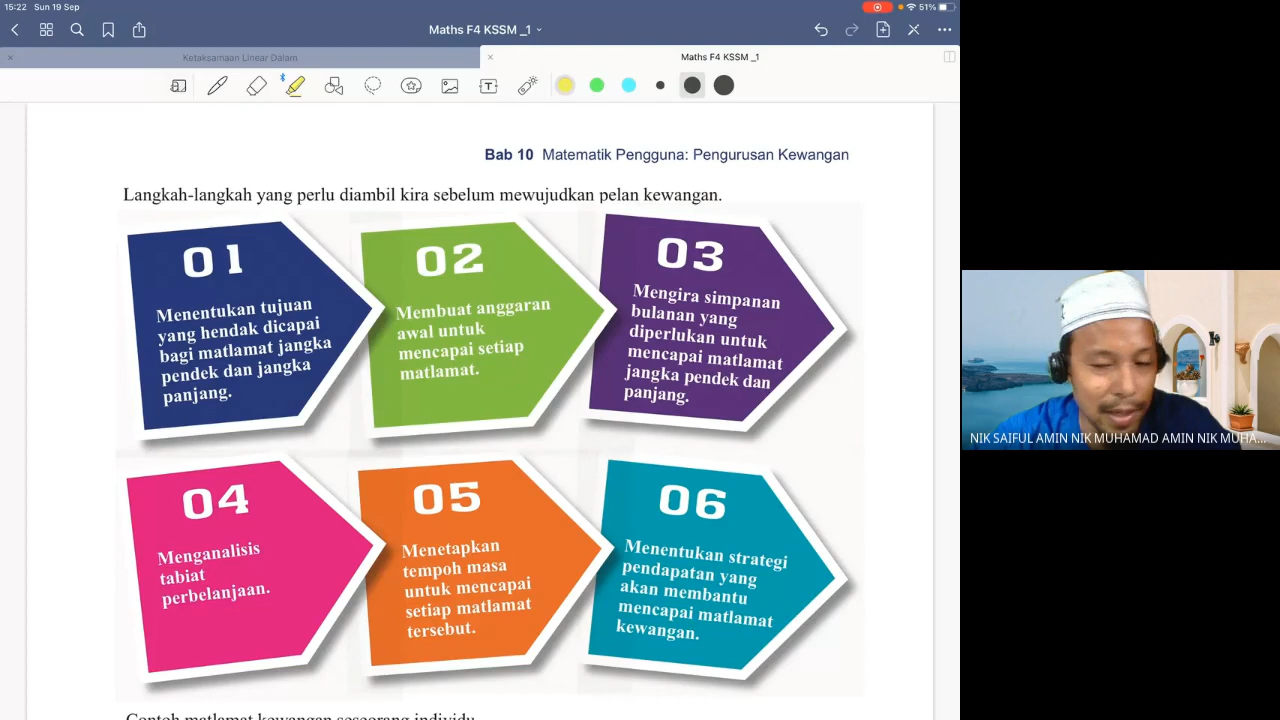 15:22 Sun 19 Sep
51%
Maths F4 KSSM _1
Ketaksamaan Linear Dalam
Maths F4 KSSM _1
Bab 10 Matematik Pengguna: Pengurusan Kewangan
Langkah-langkah yang perlu diambil kira sebelum mewujudkan pelan kewangan.
01
Menentukan tujuan
yang hendak dicapai
bagi matlamat jangka
pendek dan jangka
panjang.
02
Membuat anggaran
awal untuk
mencapai setiap
matlamat.
03
Mengira simpanan
bulanan yang
diperlukan untuk
mencapai matlamat
jangka pendek dan
panjang.
04
Menganalisis
tabiat
perbelanjaan.
05
Menetapkan
tempoh masa
untuk mencapai
setiap matlamat
tersebut.
06
Menentukan strategi
pendapatan yang
akan membantu
mencapai matlamat
kewangan.
Contoh matlamat kewangan seseorang individu
NIK SAIFUL AMIN NIK MUHAMAD AMIN NIK MUHA...